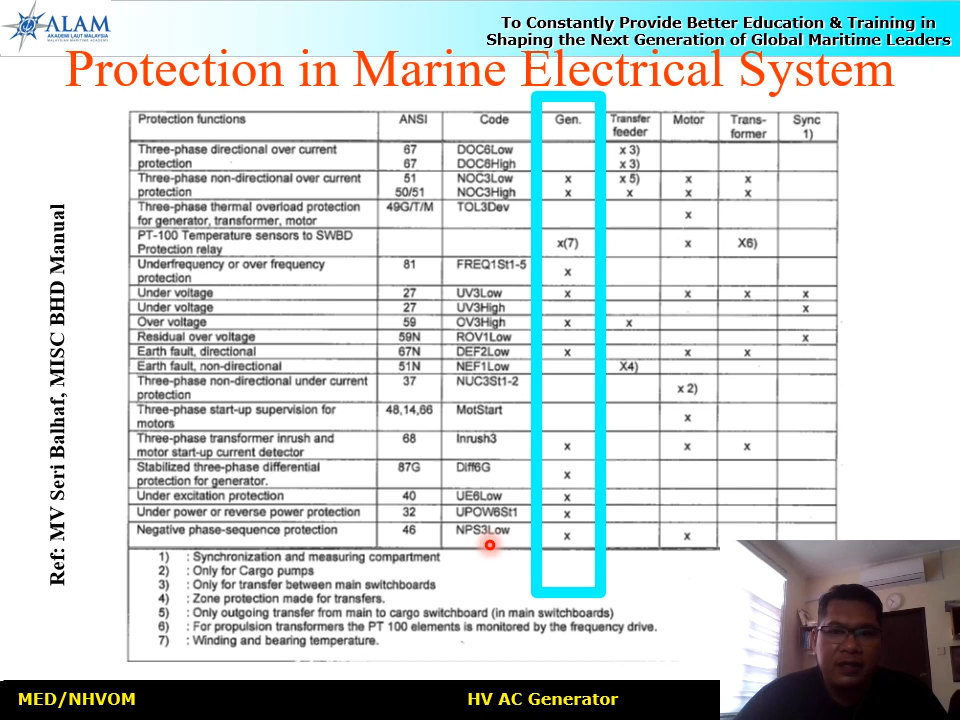 ALAM
AKADEMI LAUT MALAYSIA
MALAYSIAN MARITIME ACADEMY
To Constantly Provide Better Education & Training in
Shaping the Next Generation of Global Maritime Leaders
Protection in Marine Electrical System
Ref: MV Seri Balhaf, MISC BHD Manual
Protection functions ANSI Code Gen. Transfer feeder Motor Trans-former Sync 1)
Three-phase directional over current 67 DOC6Low x 3)
protection 67 DOC6High x 3)
Three-phase non-directional over current 51 NOC3Low x x 5) x x
protection 50/51 NOC3High x x x x
Three-phase thermal overload protection 49G/T/M TOL3Dev
for generator, transformer, motor x
PT-100 Temperature sensors to SWBD x(7) x X6)
Protection relay
Underfrequency or over frequency 81 FREQ1St1-5 x
protection
Under voltage 27 UV3Low x x x x
Under voltage 27 UV3High x
Over voltage 59 OV3High x x
Residual over voltage 59N ROV1Low x
Earth fault, directional 67N DEF2Low x x x
Earth fault, non-directional 51N NEF1Low X4)
Three-phase non-directional under current 37 NUC3St1-2 x 2)
protection
Three-phase start-up supervision for 48,14,66 MotStart x
motors
Three-phase transformer inrush and 68 Inrush3 x x x
motor start-up current detector
Stabilized three-phase differential 87G Diff6G x
protection for generator.
Under excitation protection 40 UE6Low x
Under power or reverse power protection 32 UPOW6St1 x
Negative phase-sequence protection 46 NPS3Low x x
1) : Synchronization and measuring compartment
2) : Only for Cargo pumps
3) : Only for transfer between main switchboards
4) : Zone protection made for transfers.
5) : Only outgoing transfer from main to cargo switchboard (in main switchboards)
6) : For propulsion transformers the PT 100 elements is monitored by the frequency drive.
7) : Winding and bearing temperature.
MED/NHVOM HV AC Generator